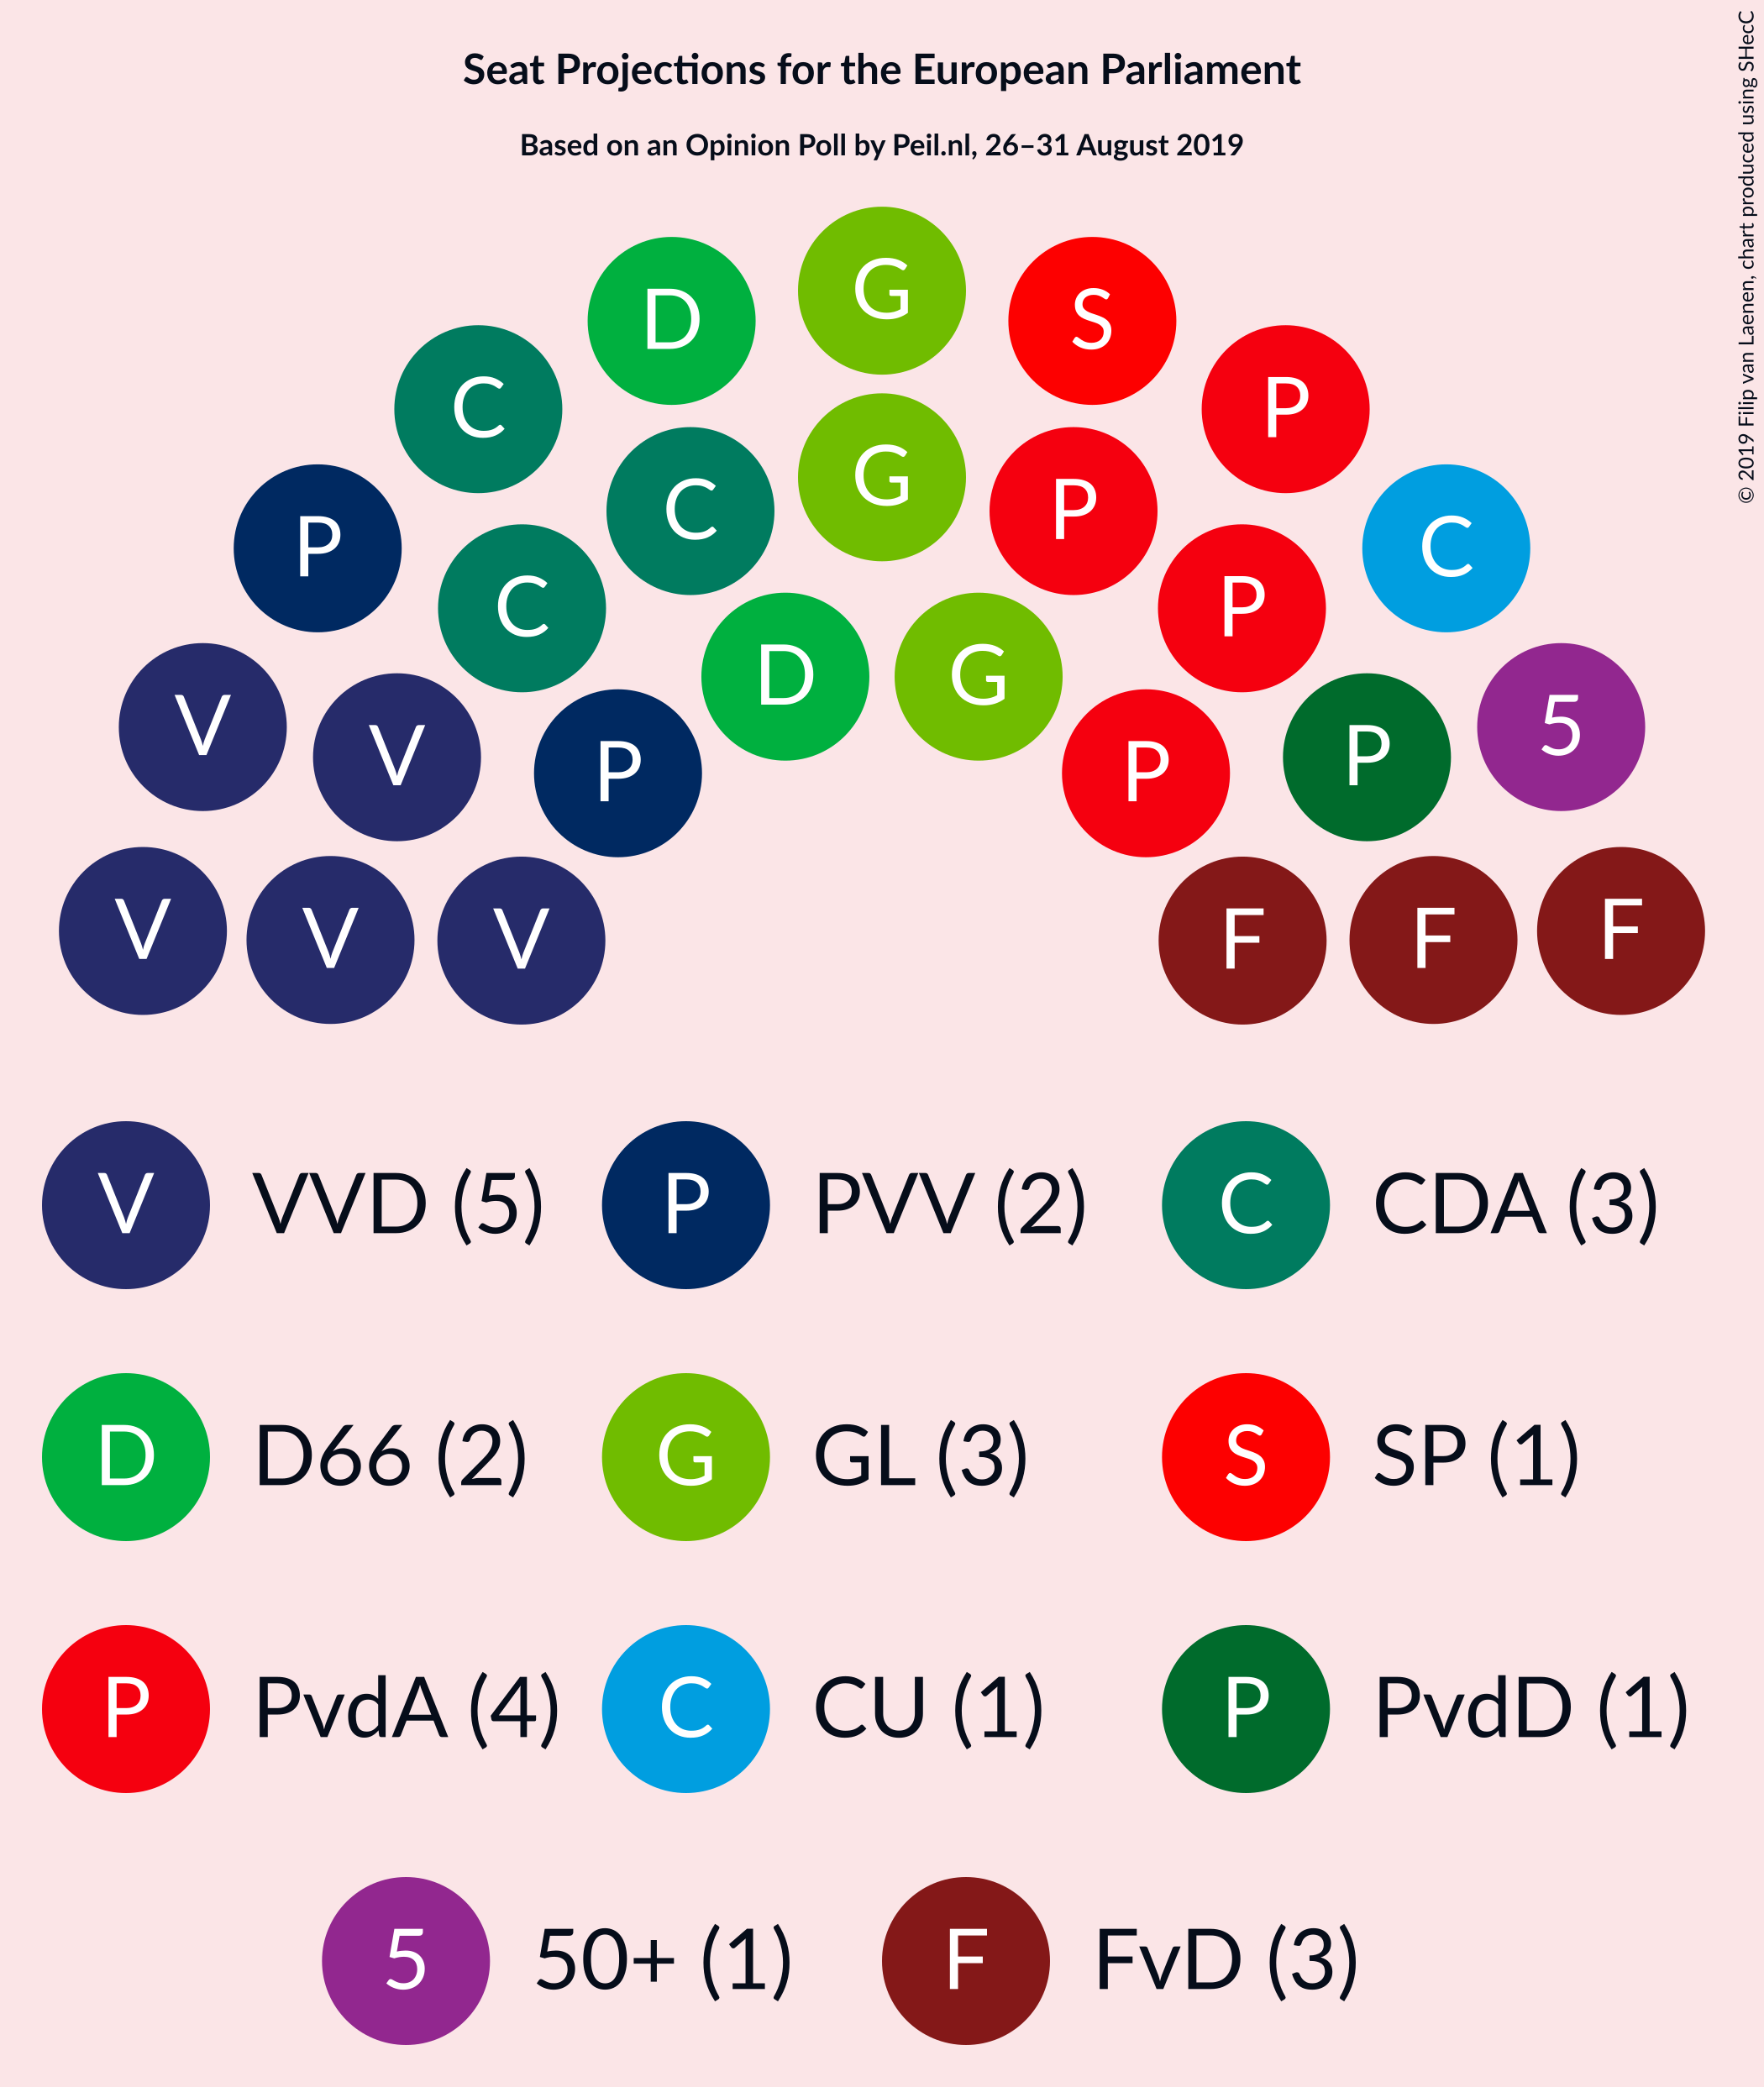 Seat Projections for the European Parliament
Based on an Opinion Poll by Peil.nl, 26–31 August 2019
© 2019 Filip van Laenen, chart produced using SHecC
G
D S
C P
G
C P
P C
C P
D G
V 5
V P
P P
V F
V V F F
V VVD (5) P PVV (2) C CDA (3)
D D66 (2) G GL (3) S SP (1)
P PvdA (4) C CU (1) P PvdD (1)
5 50+ (1) F FvD (3)